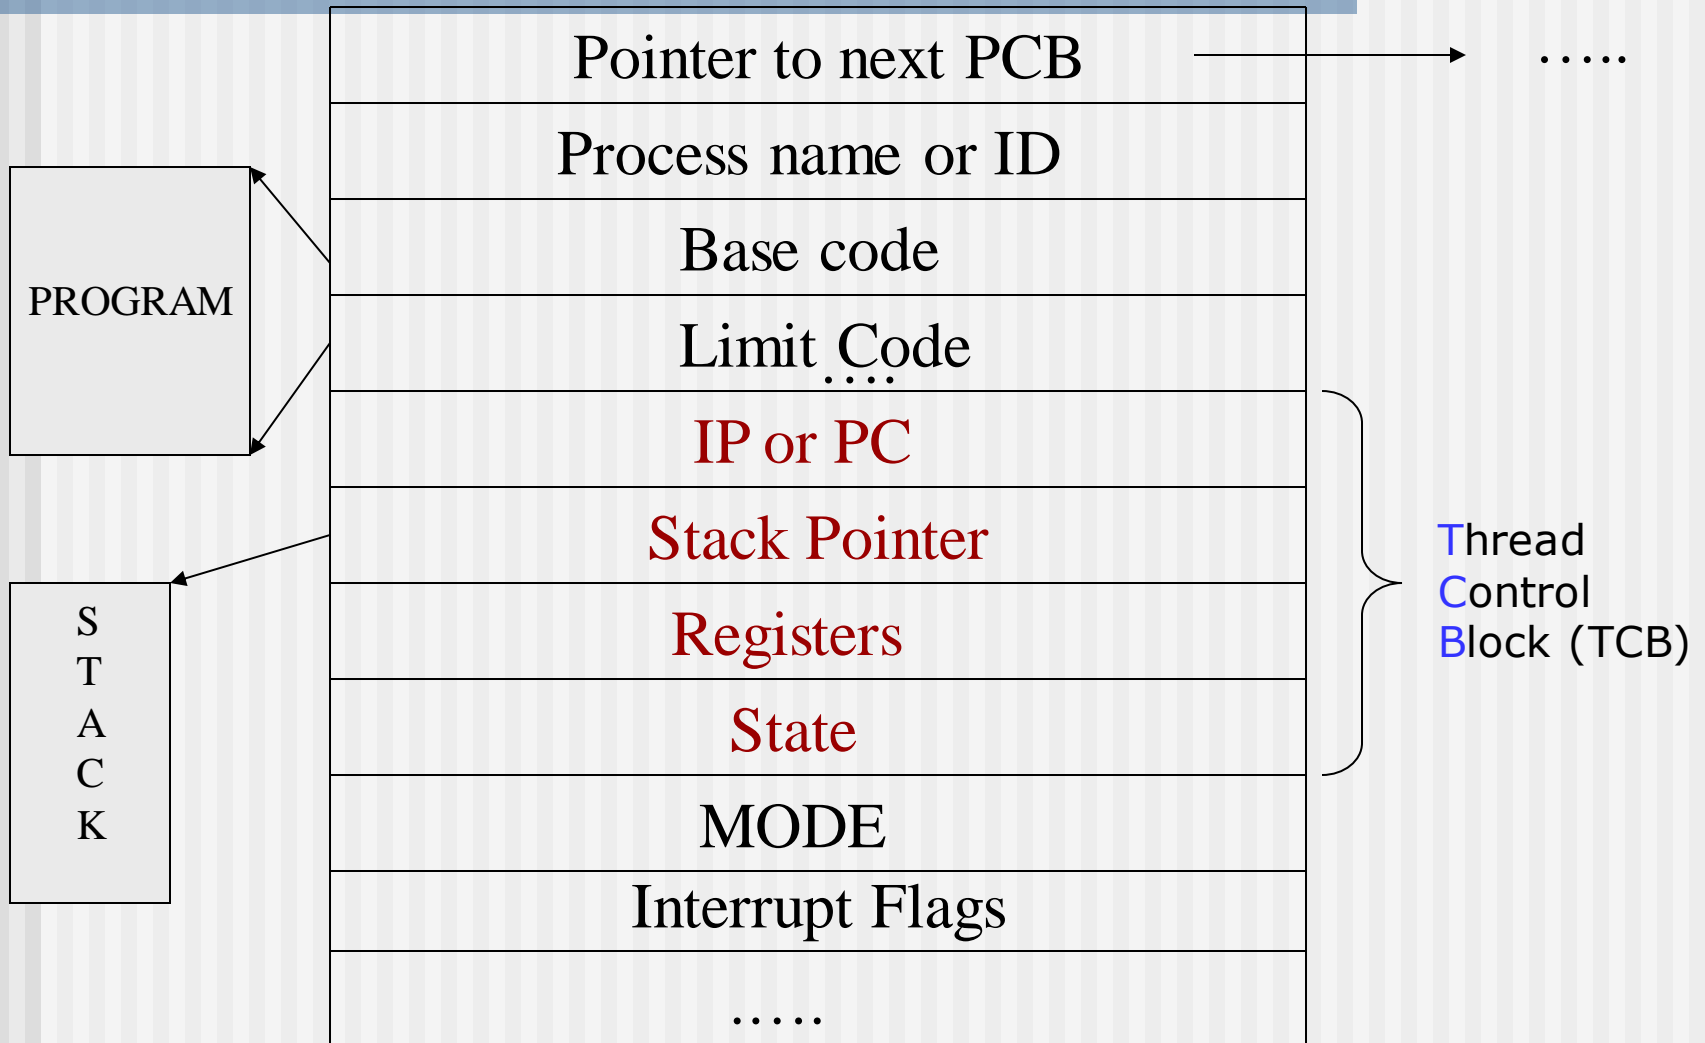 Pointer to next PCB
…..
Process name or ID
Base code
PROGRAM
Limit Code
….
IP or PC
Stack Pointer
Registers
State
Thread
Control
Block (TCB)
S
T
A
C
K
MODE
Interrupt Flags
…..